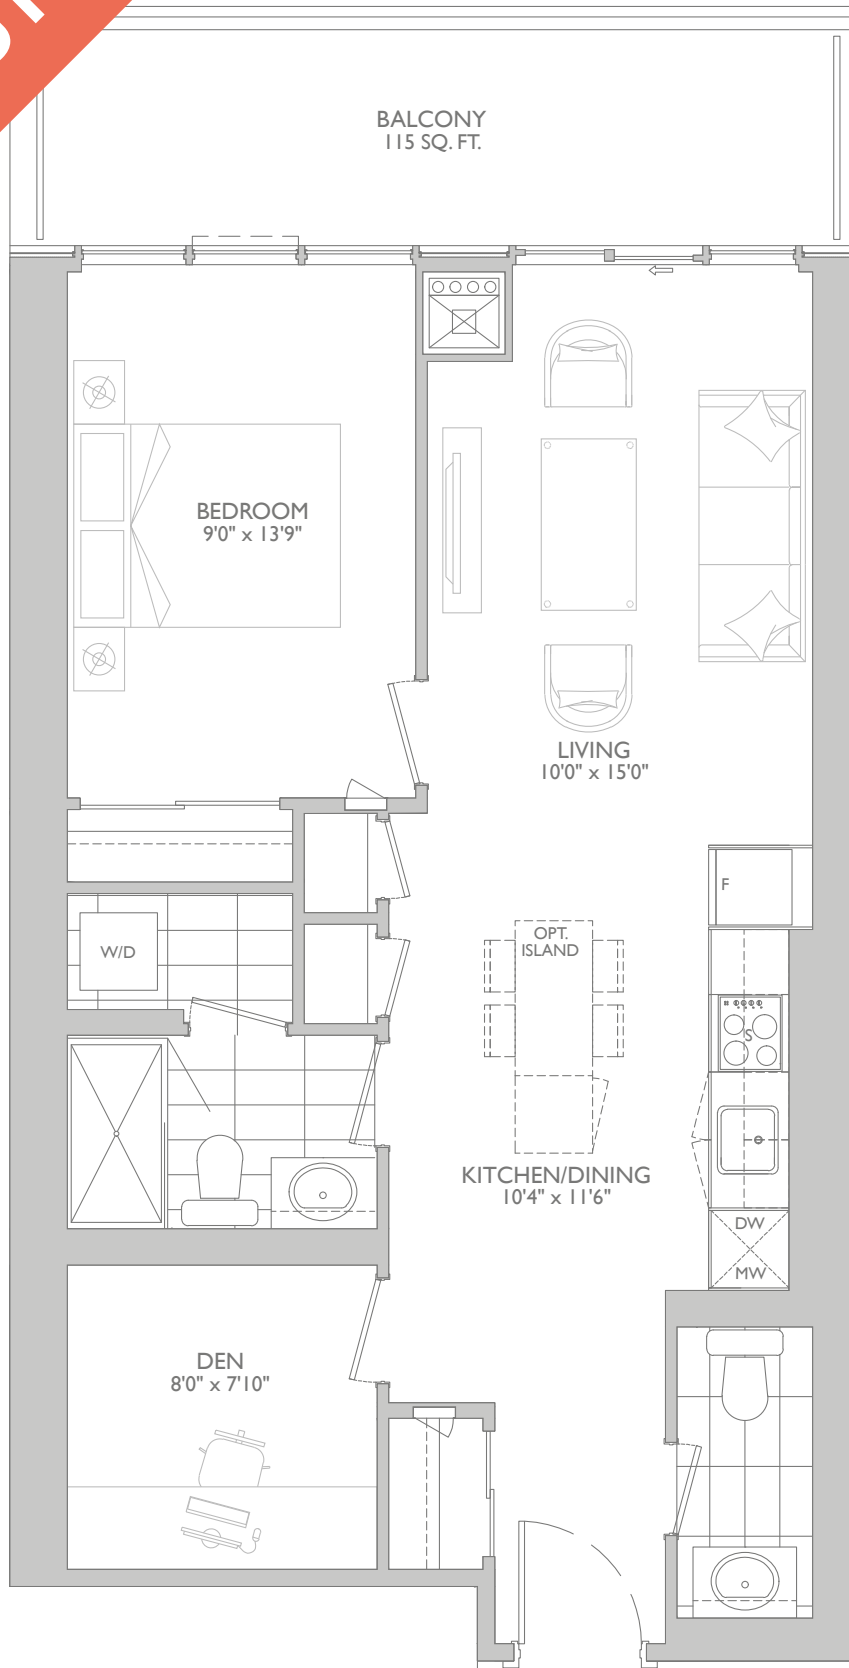 BALCONY
115 SQ. FT.
BEDROOM
9'0" x 13'9"
LIVING
10'0" x 15'0"
F
OPT.
ISLAND
W/D
S
KITCHEN/DINING
10'4" x 11'6"
DW
MW
DEN
8'0" x 7'10"